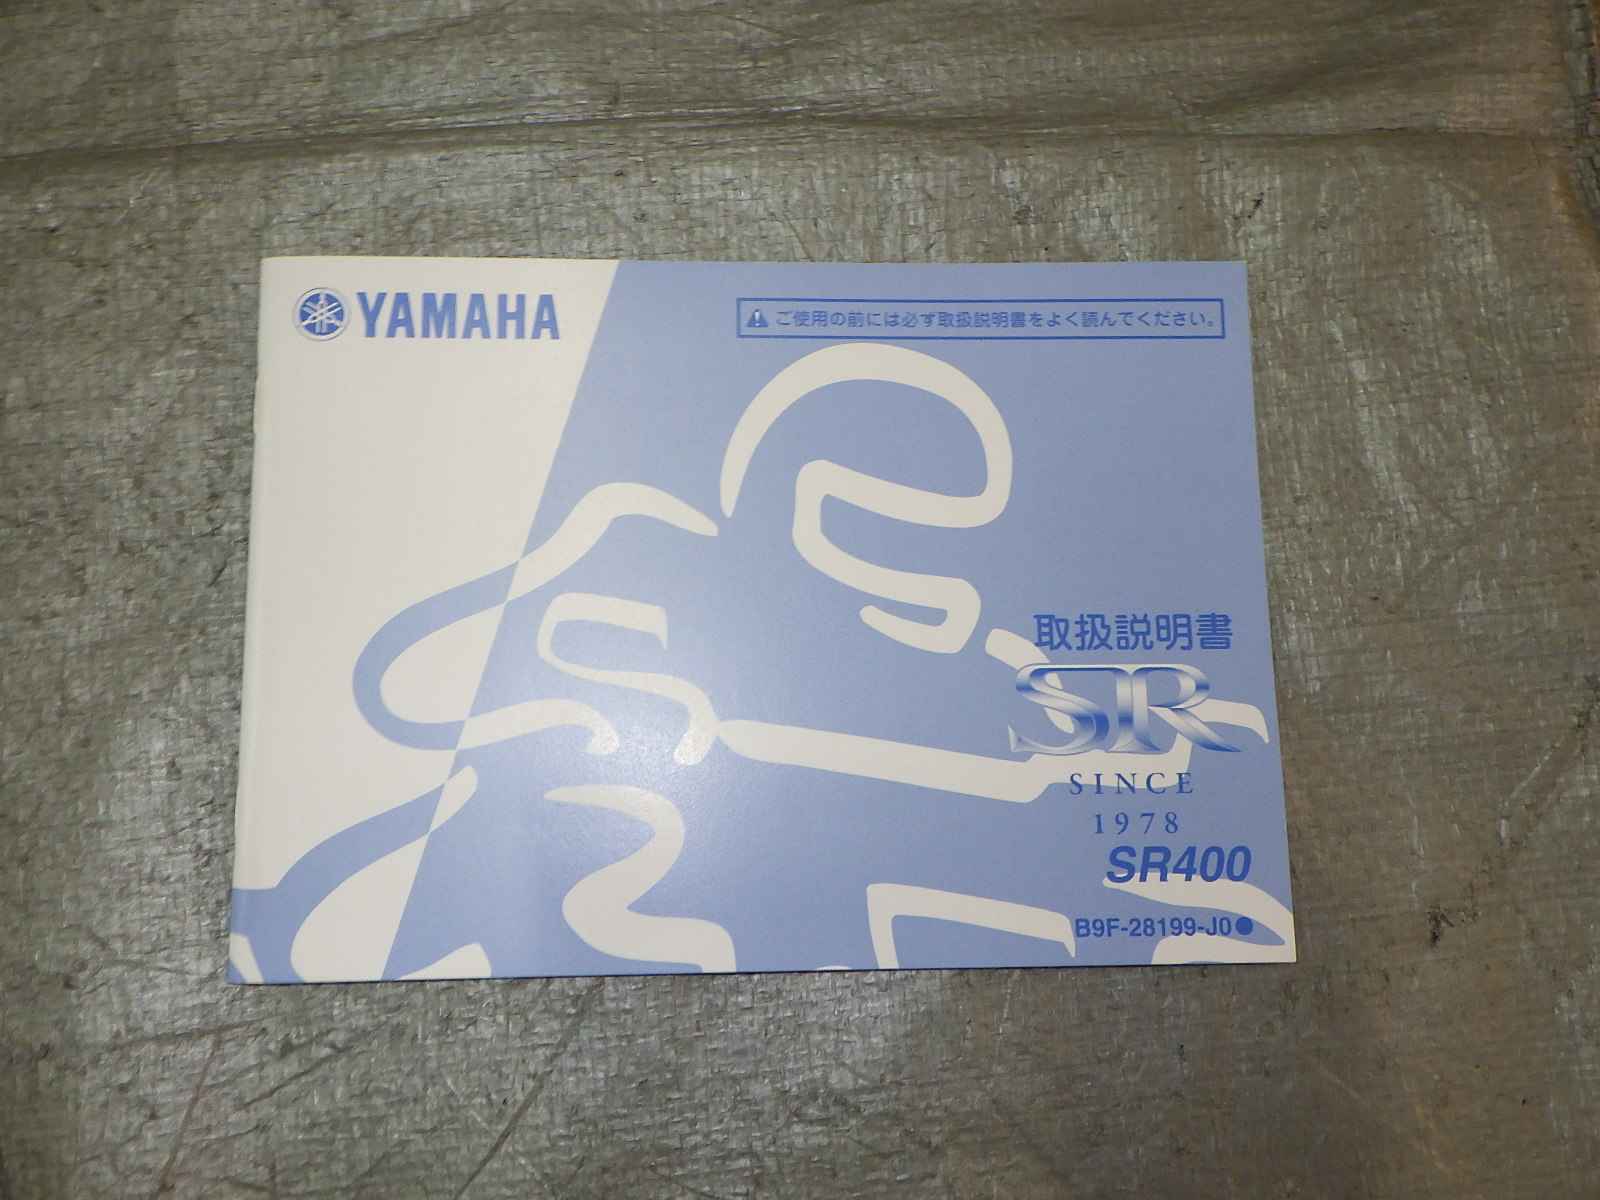 YAMAHA
ご使用の前には必ず取扱説明書をよく読んでください。
取扱説明書
SR
SINCE
1978
SR400
B9F-28199-J0●